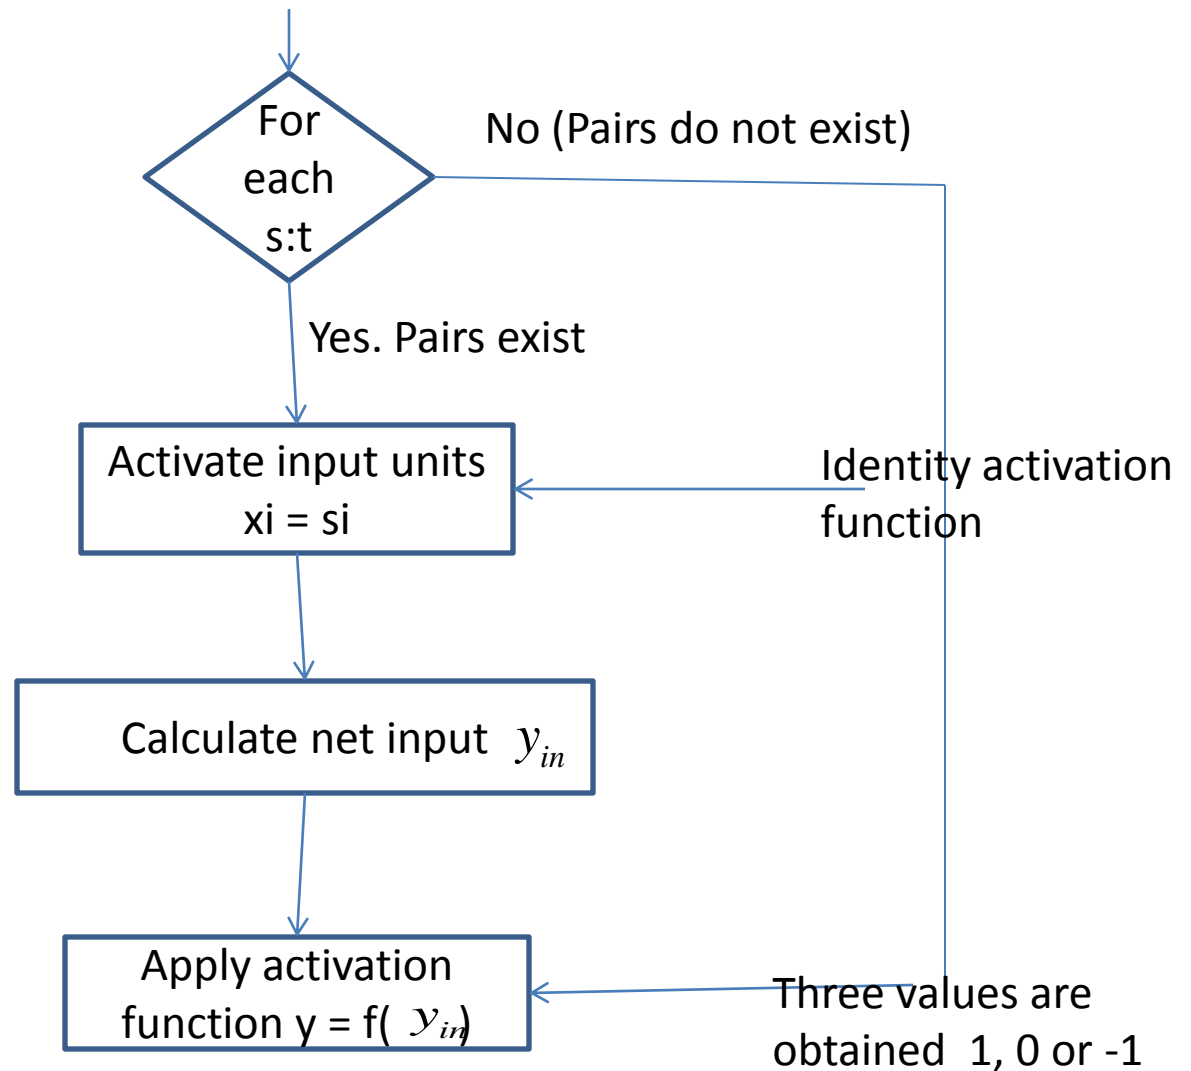 For
each
s:t
No (Pairs do not exist)
Yes. Pairs exist
Activate input units
xi = si
Identity activation
function
Calculate net input y_in
Apply activation
function y = f( y_in)
Three values are
obtained 1, 0 or -1